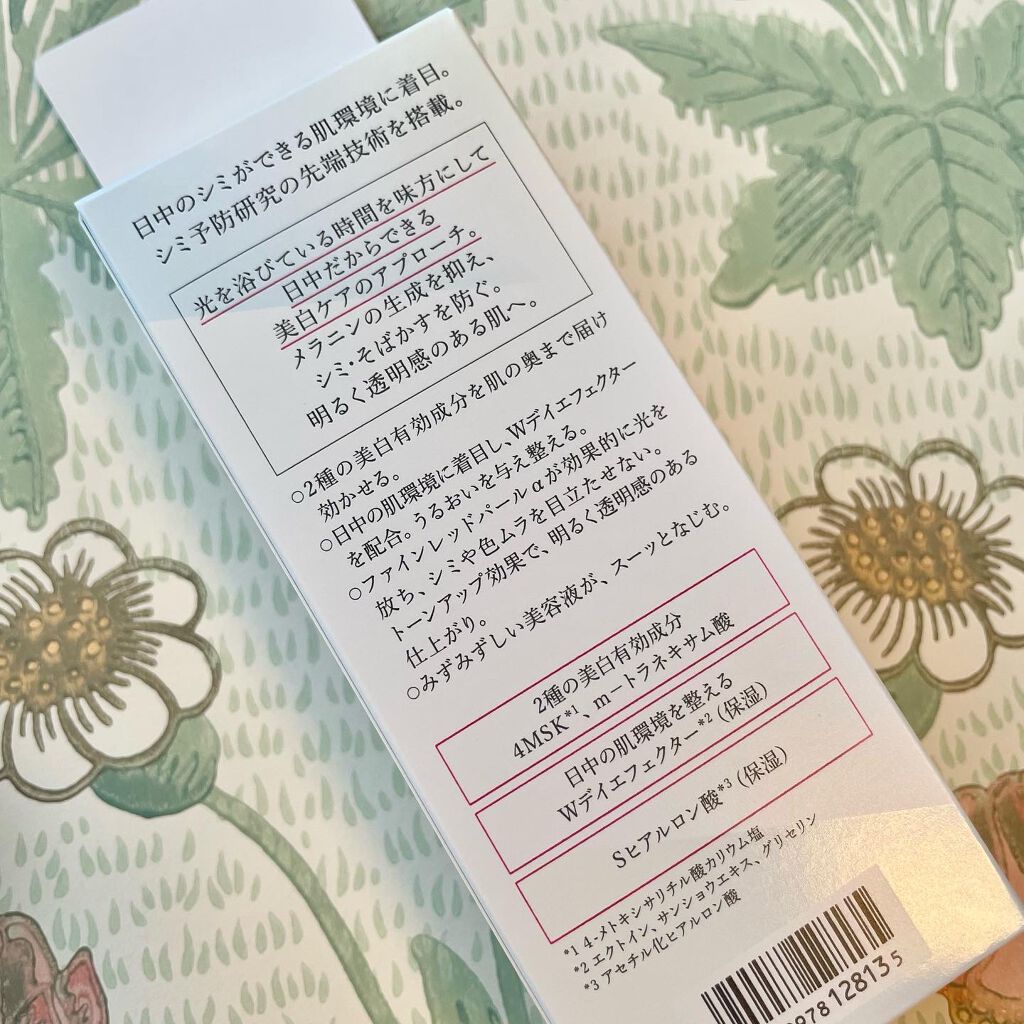 日中のシミができる肌環境に着目。
シミ予防研究の先端技術を搭載。
光を浴びている時間を味方にして
日中だからできる
美白ケアのアプローチ。
メラニンの生成を抑え、
シミ・そばかすを防ぐ。
明るく透明感のある肌へ。
○2種の美白有効成分を肌の奥まで届け
効かせる。
○日中の肌環境に着目し、Wデイエフェクター
を配合。うるおいを与え整える。
○ファインレッドパールαが効果的に光を
放ち、シミや色ムラを目立たせない。
トーンアップ効果で、明るく透明感のある
仕上がり。
○みずみずしい美容液が、スーッとなじむ。
2種の美白有効成分
4MSK*1、m-トラネキサム酸
日中の肌環境を整える
Wデイエフェクター*2(保湿)
Sヒアルロン酸*3(保湿)
*1 4-メトキシサリチル酸カリウム塩
*2 エクトイン、サンショウエキス、グリセリン
*3 アセチル化ヒアルロン酸
978128135